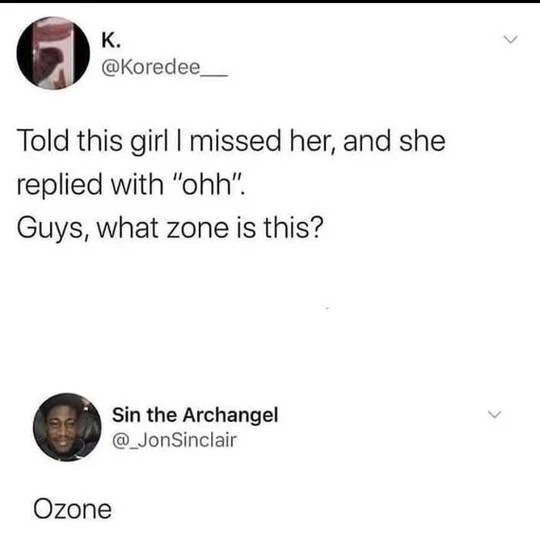 K.
@Koredee__
Told this girl I missed her, and she
replied with "ohh".
Guys, what zone is this?
Sin the Archangel
@_JonSinclair
Ozone